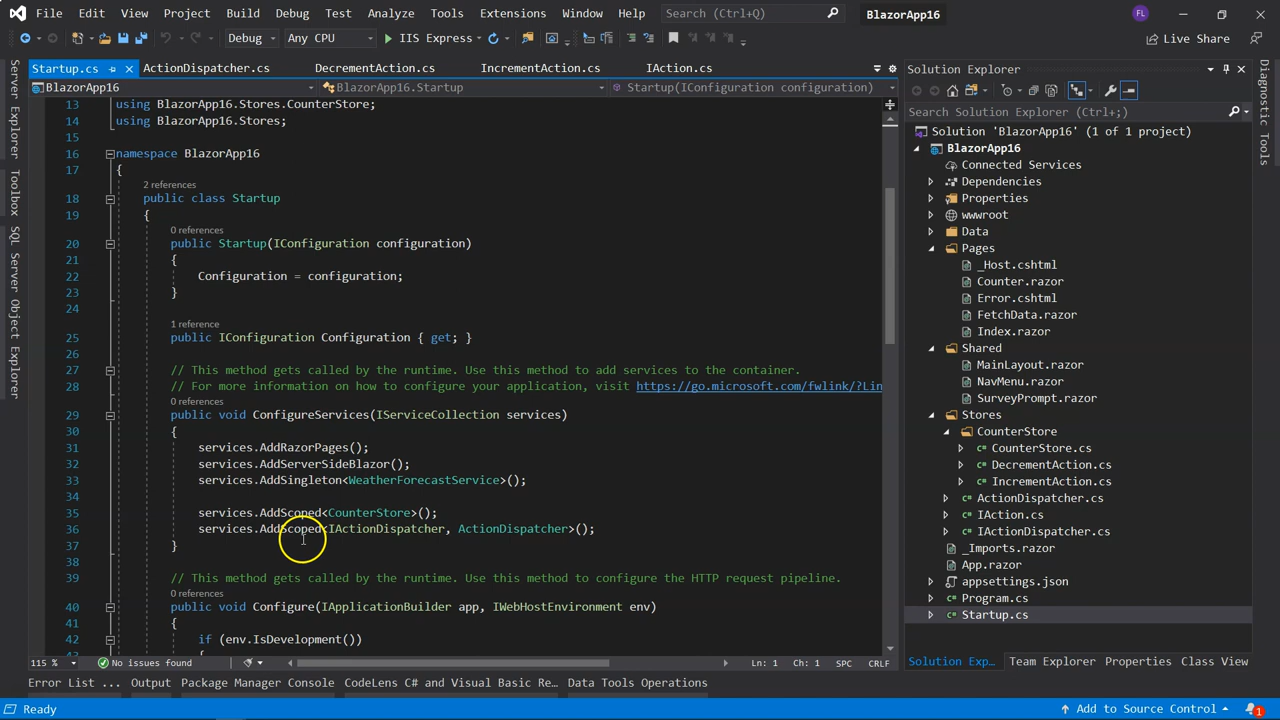 File Edit View Project Build Debug Test Analyze Tools Extensions Window Help Search (Ctrl+Q) BlazorApp16 FL
Debug Any CPU IIS Express Live Share
Startup.cs ActionDispatcher.cs DecrementAction.cs IncrementAction.cs IAction.cs
BlazorApp16 BlazorApp16.Startup Startup(IConfiguration configuration)
Server Explorer
Toolbox
SQL Server Object Explorer
13 using BlazorApp16.Stores.CounterStore;
14 using BlazorApp16.Stores;
15
16 namespace BlazorApp16
17 {
2 references
18 public class Startup
19 {
0 references
20 public Startup(IConfiguration configuration)
21 {
22 Configuration = configuration;
23 }
24
1 reference
25 public IConfiguration Configuration { get; }
26
27 // This method gets called by the runtime. Use this method to add services to the container.
28 // For more information on how to configure your application, visit https://go.microsoft.com/fwlink/?Lin
0 references
29 public void ConfigureServices(IServiceCollection services)
30 {
31 services.AddRazorPages();
32 services.AddServerSideBlazor();
33 services.AddSingleton<WeatherForecastService>();
34
35 services.AddScoped<CounterStore>();
36 services.AddScoped<IActionDispatcher, ActionDispatcher>();
37 }
38
39 // This method gets called by the runtime. Use this method to configure the HTTP request pipeline.
0 references
40 public void Configure(IApplicationBuilder app, IWebHostEnvironment env)
41 {
42 if (env.IsDevelopment())
115 % No issues found Ln: 1 Ch: 1 SPC CRLF
Solution Explorer
Search Solution Explorer (Ctrl+;)
Solution 'BlazorApp16' (1 of 1 project)
BlazorApp16
Connected Services
Dependencies
Properties
wwwroot
Data
Pages
_Host.cshtml
Counter.razor
Error.cshtml
FetchData.razor
Index.razor
Shared
MainLayout.razor
NavMenu.razor
SurveyPrompt.razor
Stores
CounterStore
CounterStore.cs
DecrementAction.cs
IncrementAction.cs
ActionDispatcher.cs
IAction.cs
IActionDispatcher.cs
_Imports.razor
App.razor
appsettings.json
Program.cs
Startup.cs
Solution Exp... Team Explorer Properties Class View
Diagnostic Tools
Error List ... Output Package Manager Console CodeLens C# and Visual Basic Re... Data Tools Operations
Ready Add to Source Control 1